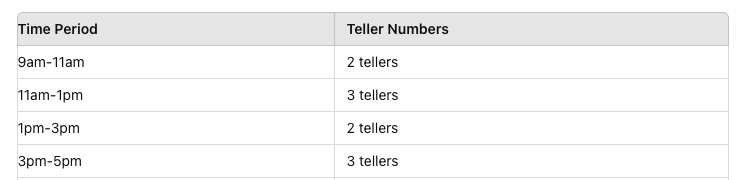 Time Period Teller Numbers
9am-11am 2 tellers
11am-1pm 3 tellers
1pm-3pm 2 tellers
3pm-5pm 3 tellers